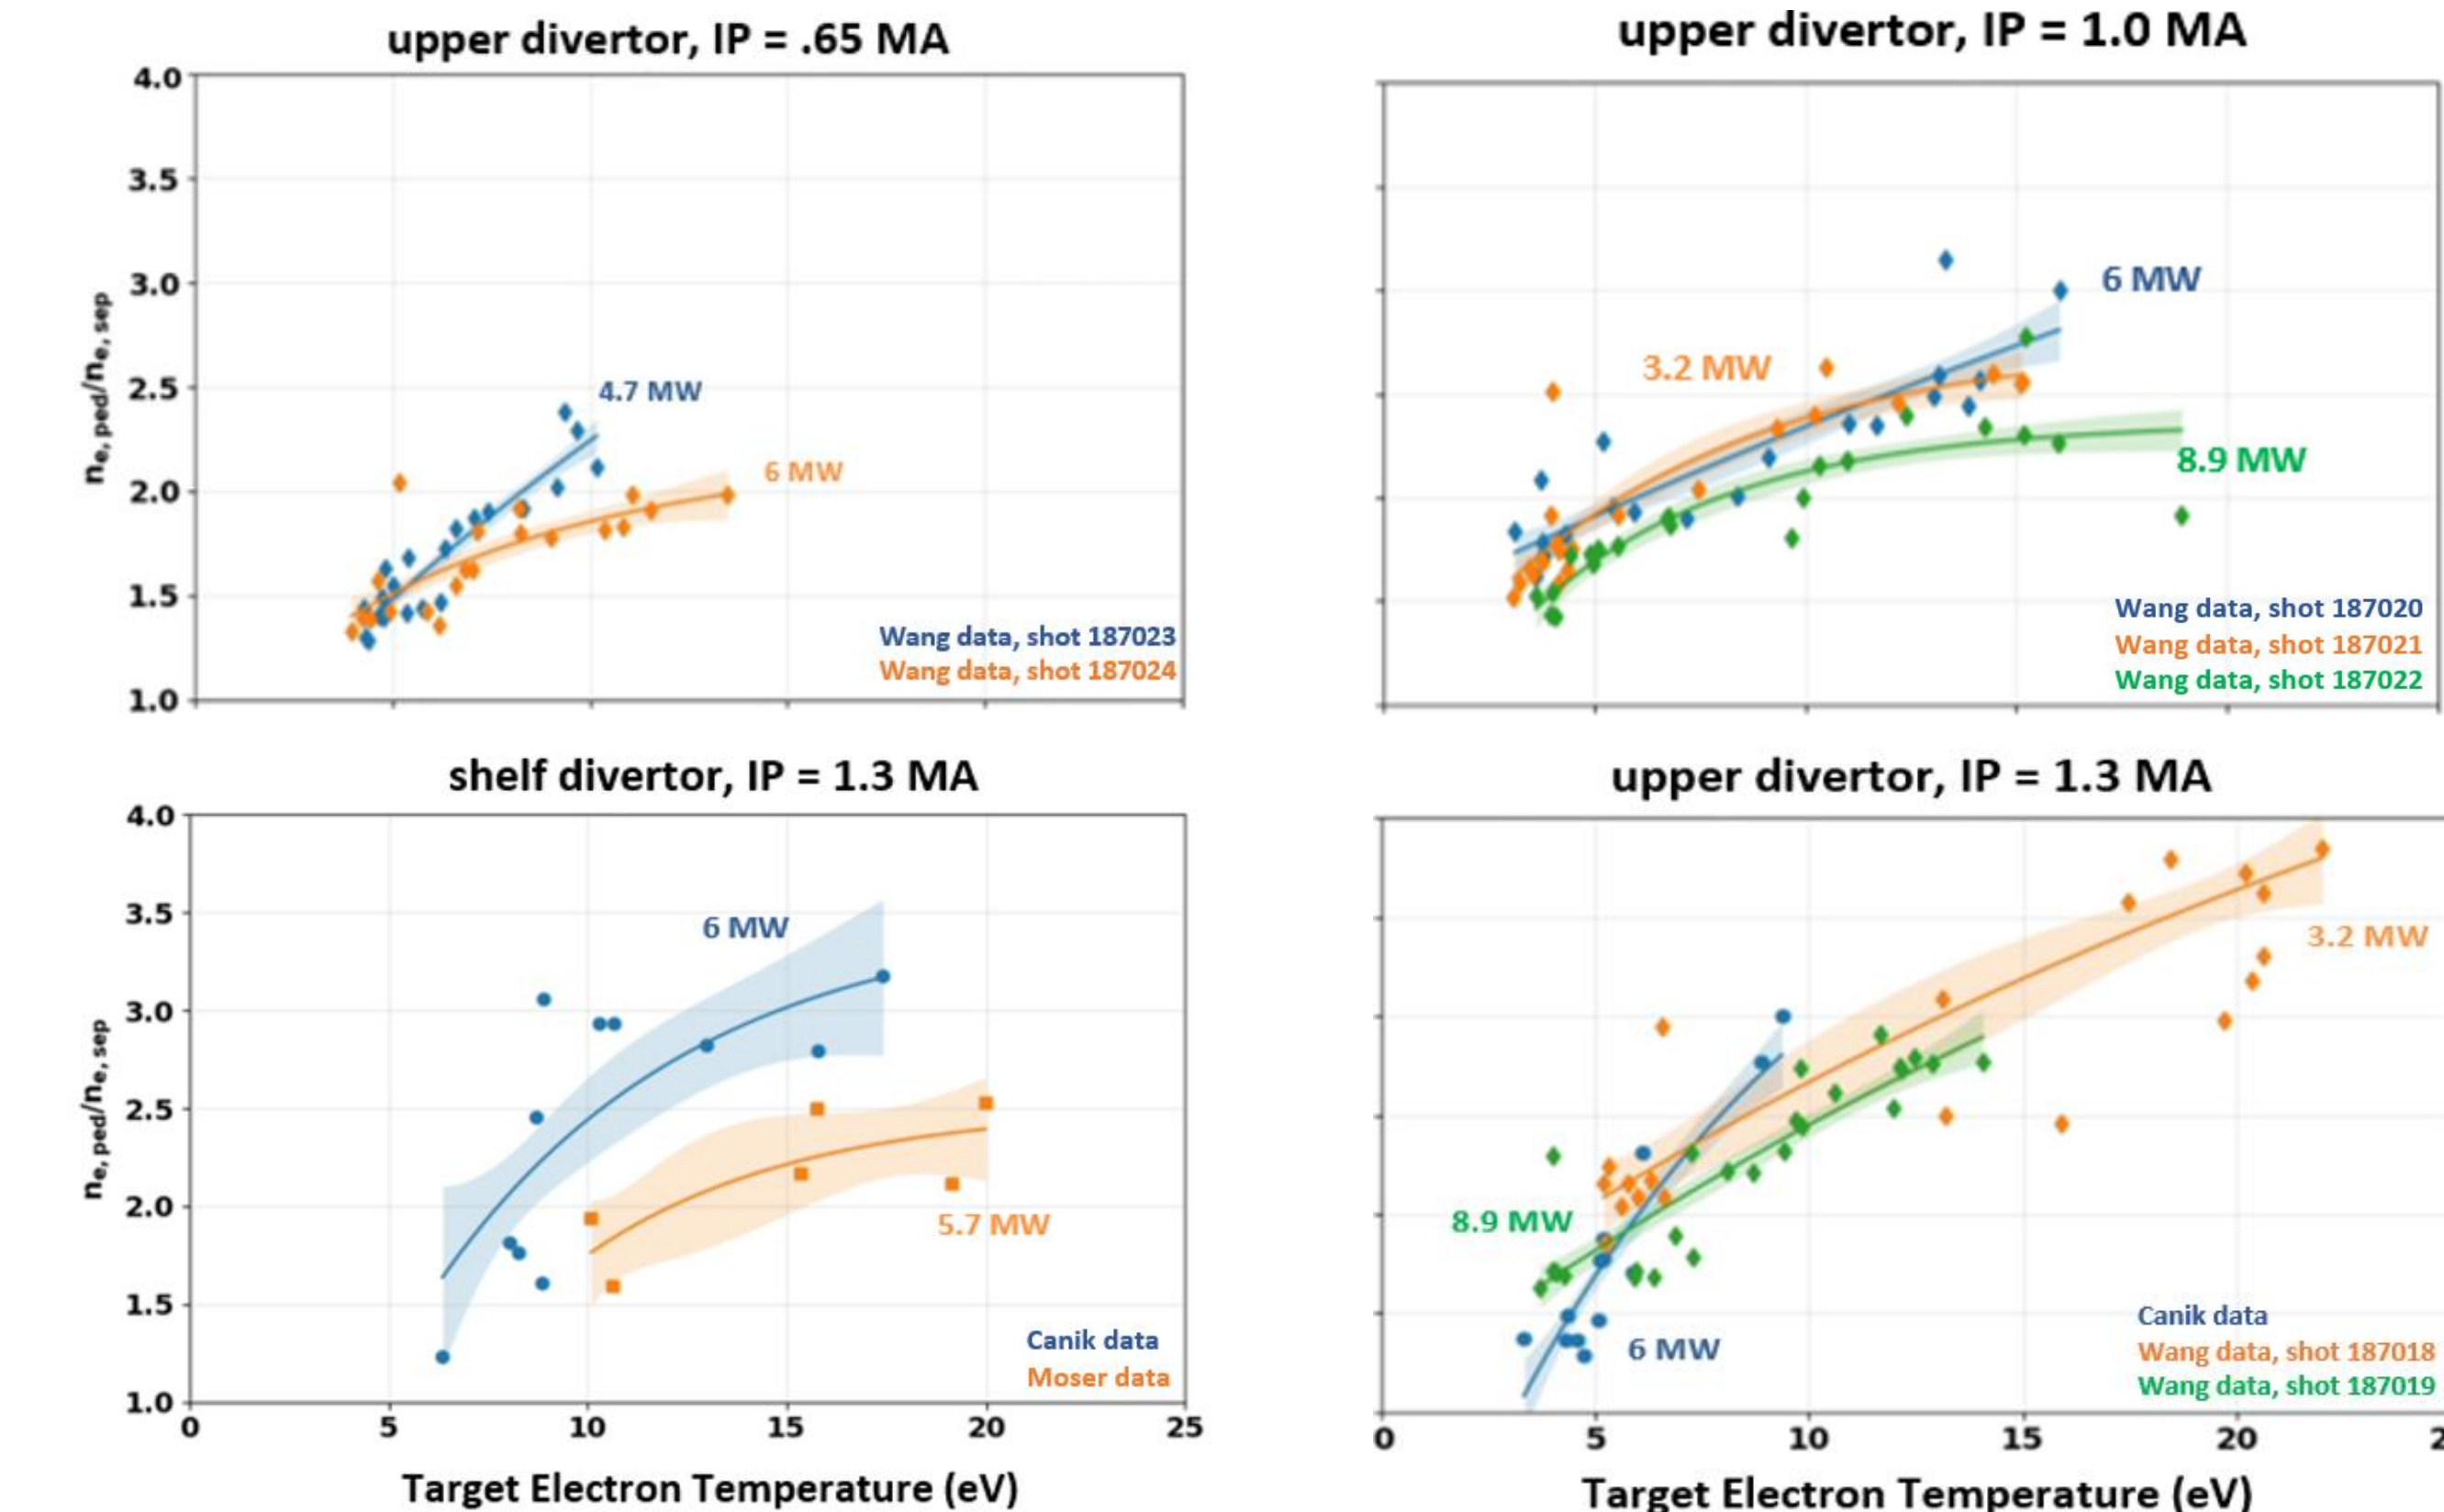 upper divertor, IP = .65 MA
4.0
3.5
3.0
2.5
2.0
1.5
1.0
ne, ped/ne, sep
4.7 MW
6 MW
Wang data, shot 187023
Wang data, shot 187024
upper divertor, IP = 1.0 MA
6 MW
3.2 MW
8.9 MW
Wang data, shot 187020
Wang data, shot 187021
Wang data, shot 187022
shelf divertor, IP = 1.3 MA
4.0
3.5
3.0
2.5
2.0
1.5
1.0
ne, ped/ne, sep
6 MW
5.7 MW
Canik data
Moser data
0 5 10 15 20 25
Target Electron Temperature (eV)
upper divertor, IP = 1.3 MA
3.2 MW
8.9 MW
6 MW
Canik data
Wang data, shot 187018
Wang data, shot 187019
0 5 10 15 20 2
Target Electron Temperature (eV)